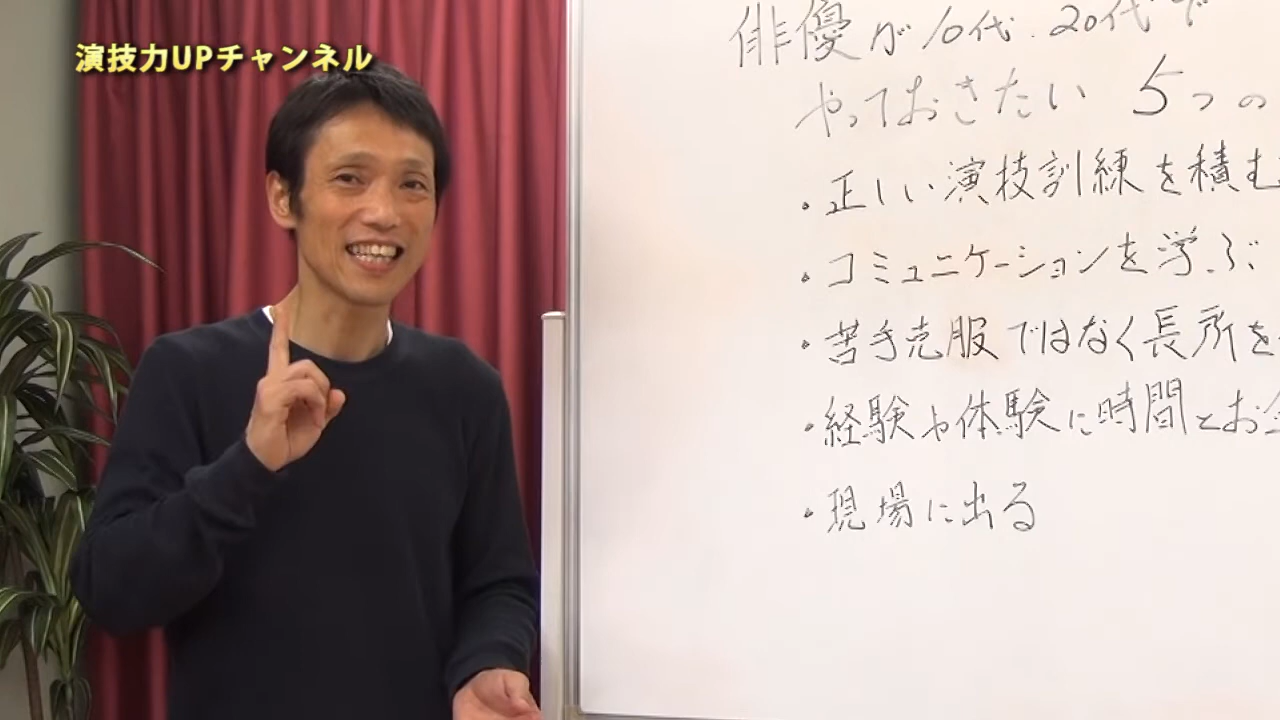 演技力UPチャンネル
俳優が10代.20代で
やっておきたい 5つの
・正しい演技訓練を積む
・コミュニケーションを学ぶ
・苦手克服ではなく長所を
・経験や体験に時間とお金
・現場に出る